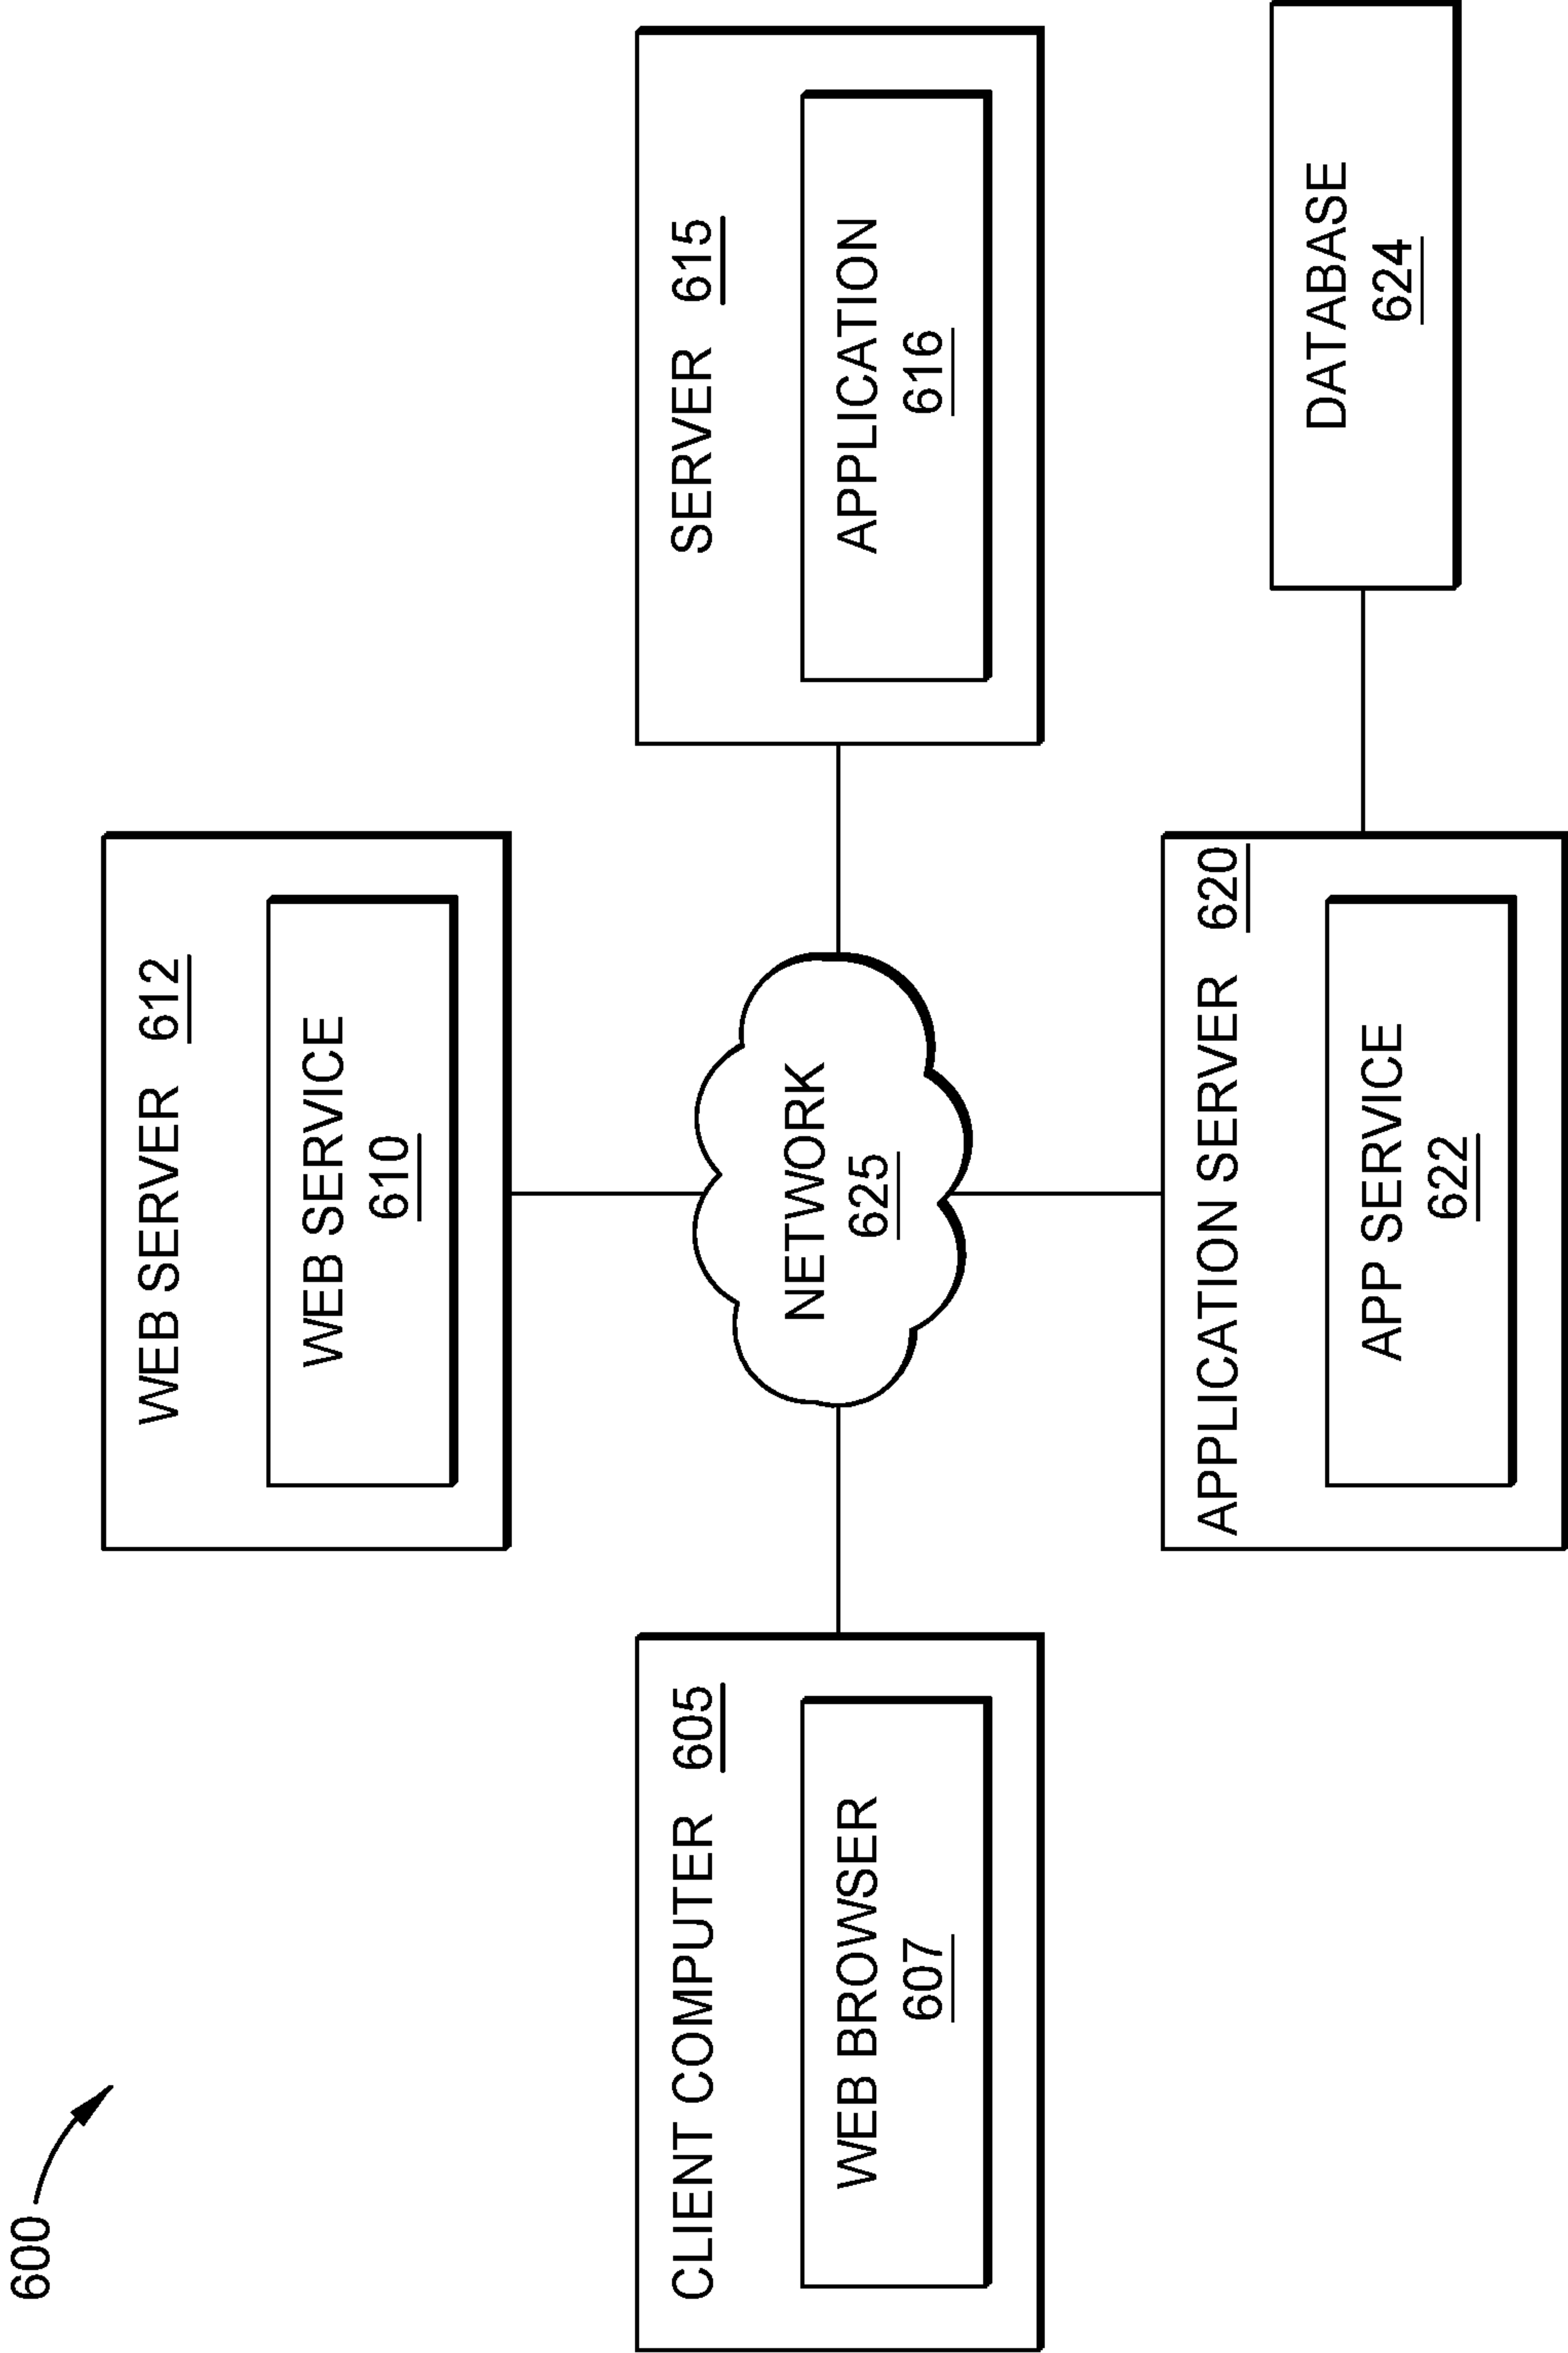 600
WEB SERVER 612
WEB SERVICE
610
CLIENT COMPUTER 605
WEB BROWSER
607
NETWORK
625
SERVER 615
APPLICATION
616
APPLICATION SERVER 620
APP SERVICE
622
DATABASE
624